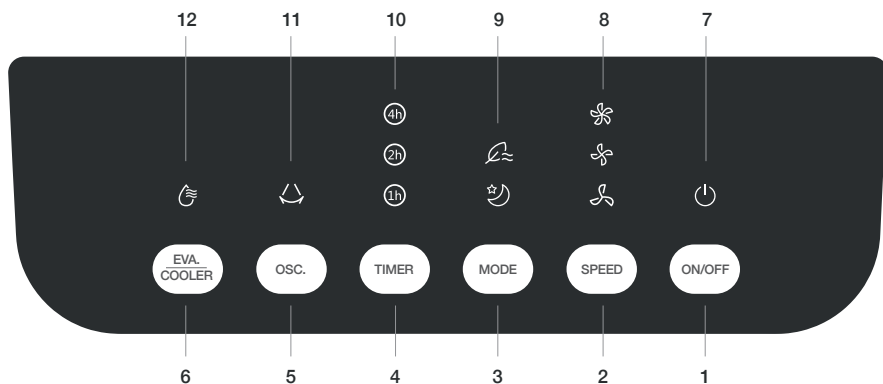 12 11 10 9 8 7
4h
2h
1h
EVA.
COOLER OSC. TIMER MODE SPEED ON/OFF
6 5 4 3 2 1